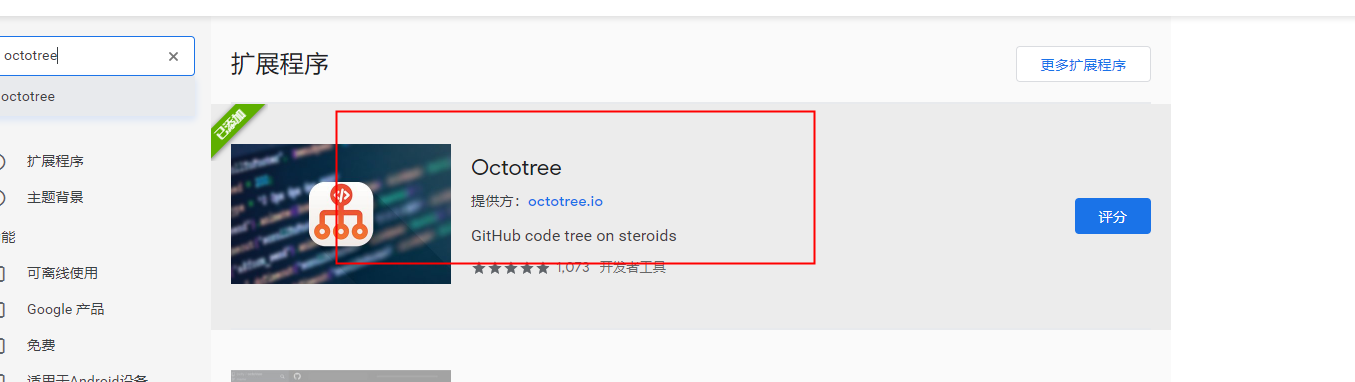 octotree
octotree
扩展程序
主题背景
能
可离线使用
Google 产品
免费
适用于Android设备
扩展程序
更多扩展程序
已添加
Octotree
提供方：octotree.io
GitHub code tree on steroids
1,073 开发者工具
评分